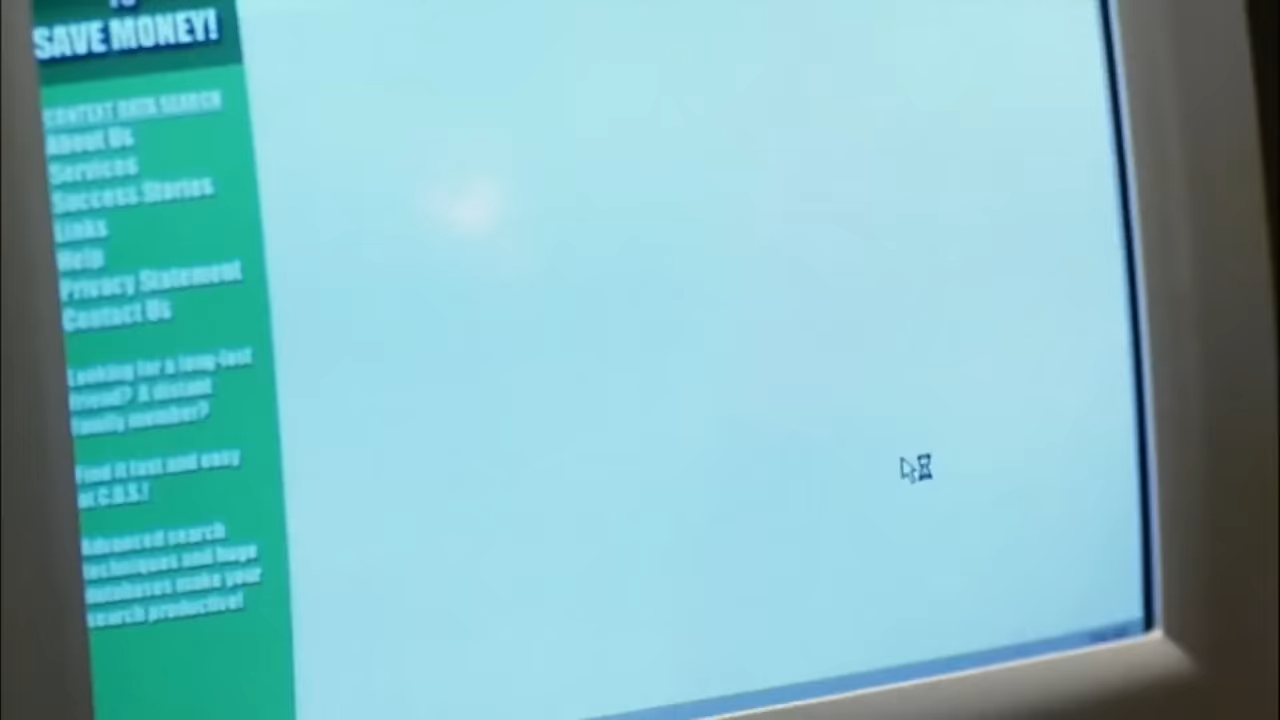 SAVE MONEY!
CONTEXT DATA SEARCH
About Us
Services
Success Stories
Links
Help
Privacy Statement
Contact Us
Looking for a long-lost
friend? A distant
family member?
Find it fast and easy
at C.D.S.!
Advanced search
techniques and huge
databases make your
search productive!